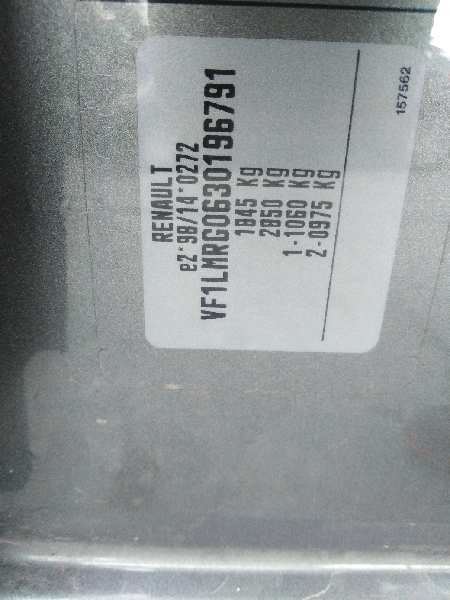 RENAULT
e2*98/14*0272
VF1LMRG0630196791
1845 Kg
2850 Kg
1-1060 Kg
2-0975 Kg
157562